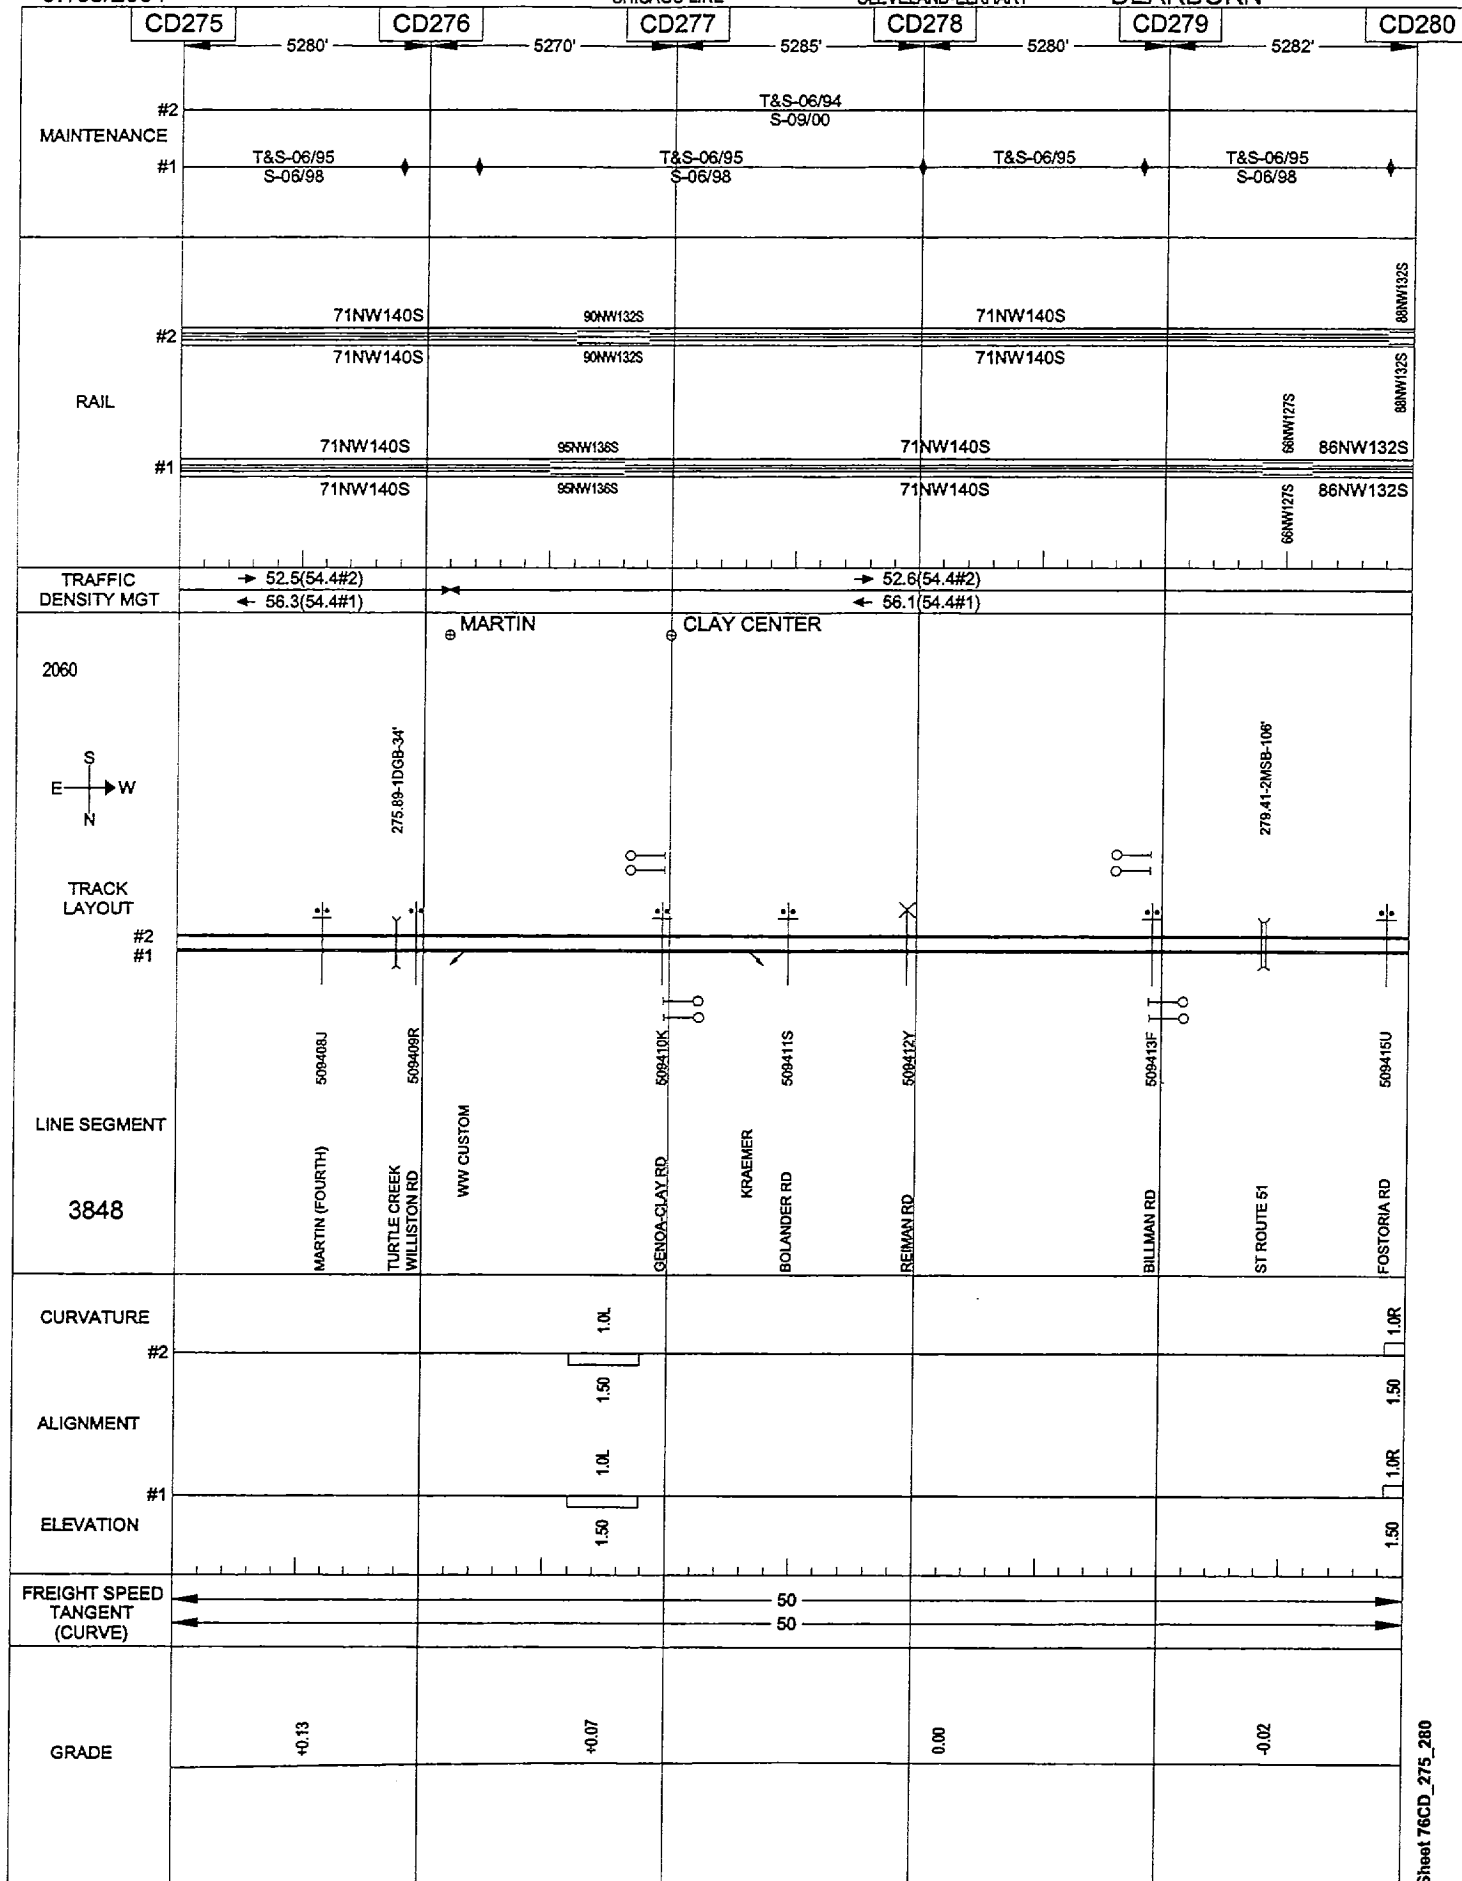 CD275 CD276 CD277 CD278 CD279 CD280
5280' 5270' 5285' 5280' 5282'
MAINTENANCE
#2
T&S-06/94
S-09/00
#1
T&S-06/95 T&S-06/95 T&S-06/95 T&S-06/95
S-06/98 S-06/98 S-06/98
RAIL
#2
71NW140S 90NW132S 71NW140S 88NW132S
71NW140S 90NW132S 71NW140S 88NW132S
#1
71NW140S 95NW136S 71NW140S 66NW127S 86NW132S
71NW140S 95NW136S 71NW140S 66NW127S 86NW132S
TRAFFIC
DENSITY MGT
→ 52.5(54.4#2) → 52.6(54.4#2)
← 56.3(54.4#1) ← 56.1(54.4#1)
MARTIN CLAY CENTER
2060
S
E W
N
275.89-1DGB-34'
279.41-2MSB-106'
TRACK
LAYOUT
#2
#1
509408J 509409R 509410K 509411S 509412Y 509413F 509415U
LINE SEGMENT
3848
MARTIN (FOURTH)
TURTLE CREEK
WILLISTON RD
WW CUSTOM
GENOA-CLAY RD
KRAEMER
BOLANDER RD
REIMAN RD
BILLMAN RD
ST ROUTE 51
FOSTORIA RD
CURVATURE
#2
1.0L 1.0R
1.50 1.50
ALIGNMENT
#1
1.0L 1.0R
1.50 1.50
ELEVATION
FREIGHT SPEED
TANGENT
(CURVE)
50
50
GRADE
+0.13 +0.07 0.00 -0.02
Sheet 76CD_275_280